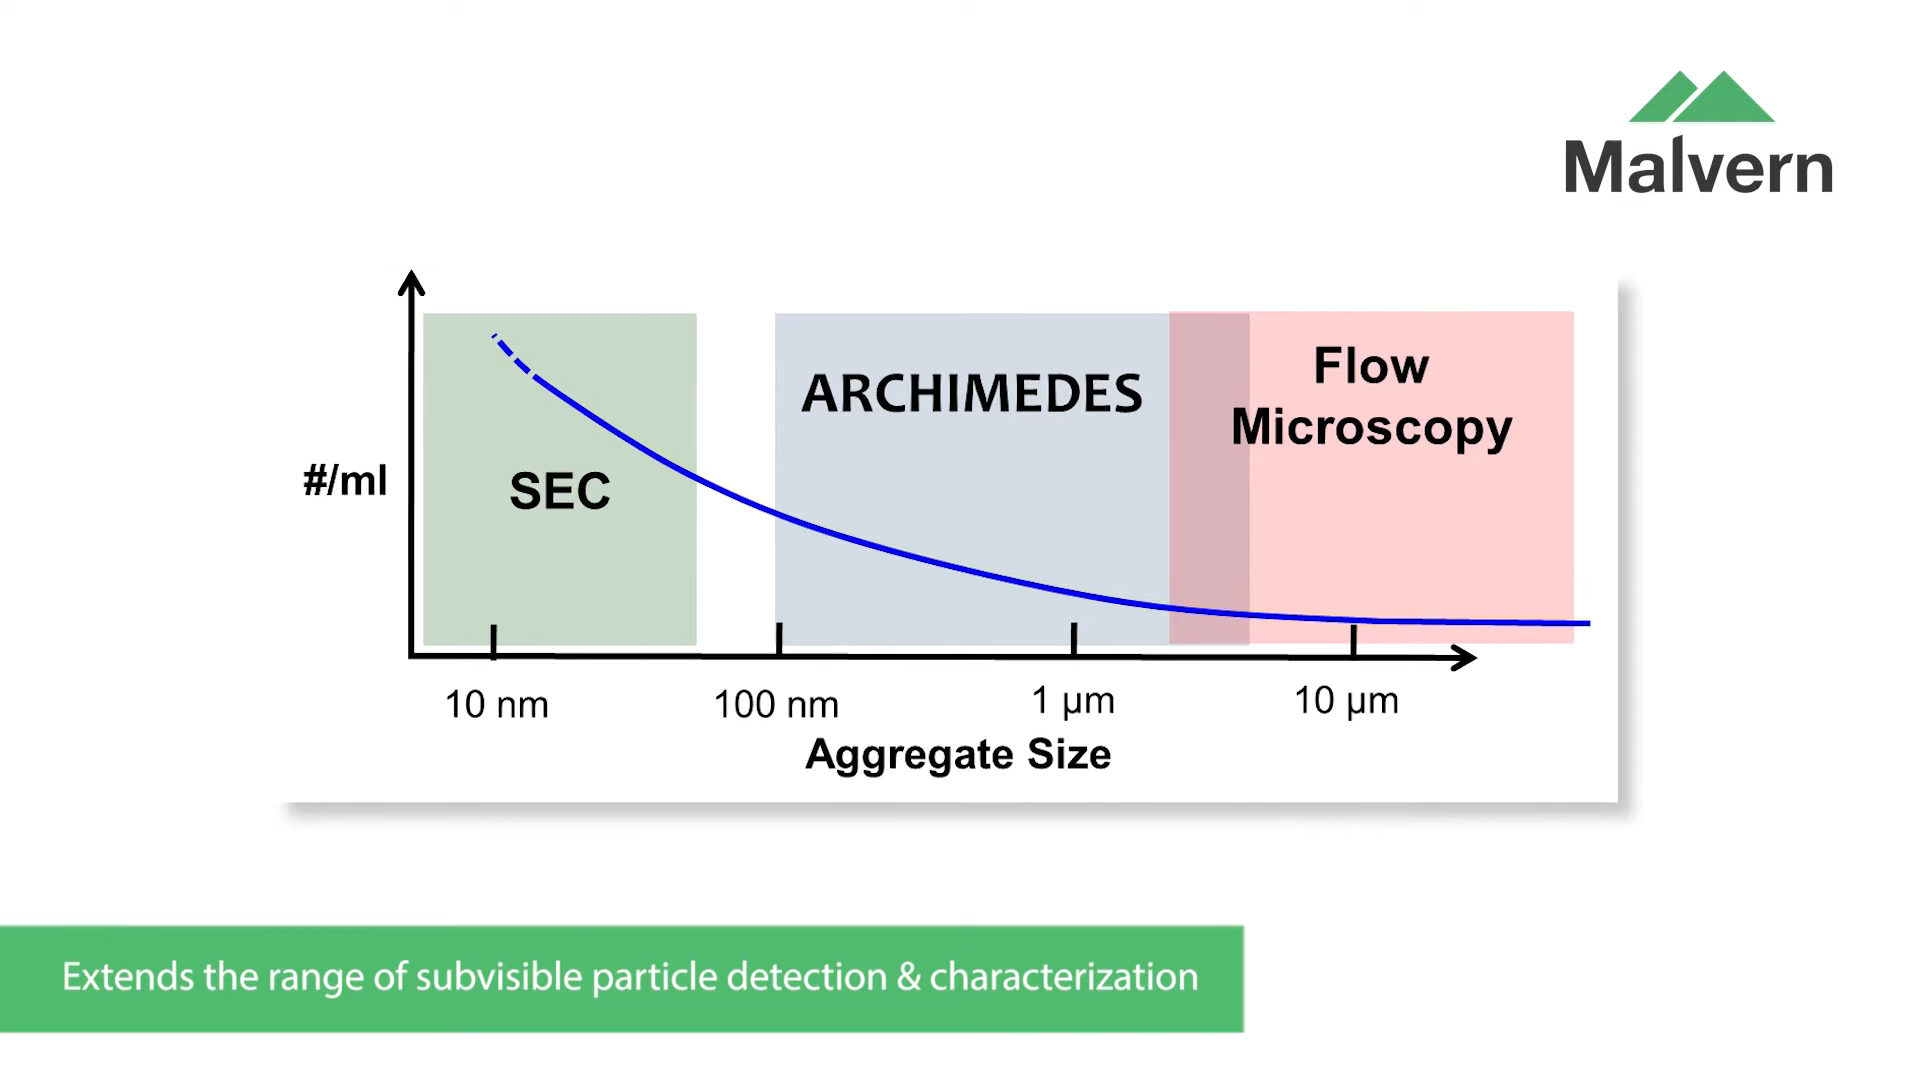 Malvern
ARCHIMEDES
Flow
Microscopy
SEC
#/ml
10 nm
100 nm
1 µm
10 µm
Aggregate Size
Extends the range of subvisible particle detection & characterization